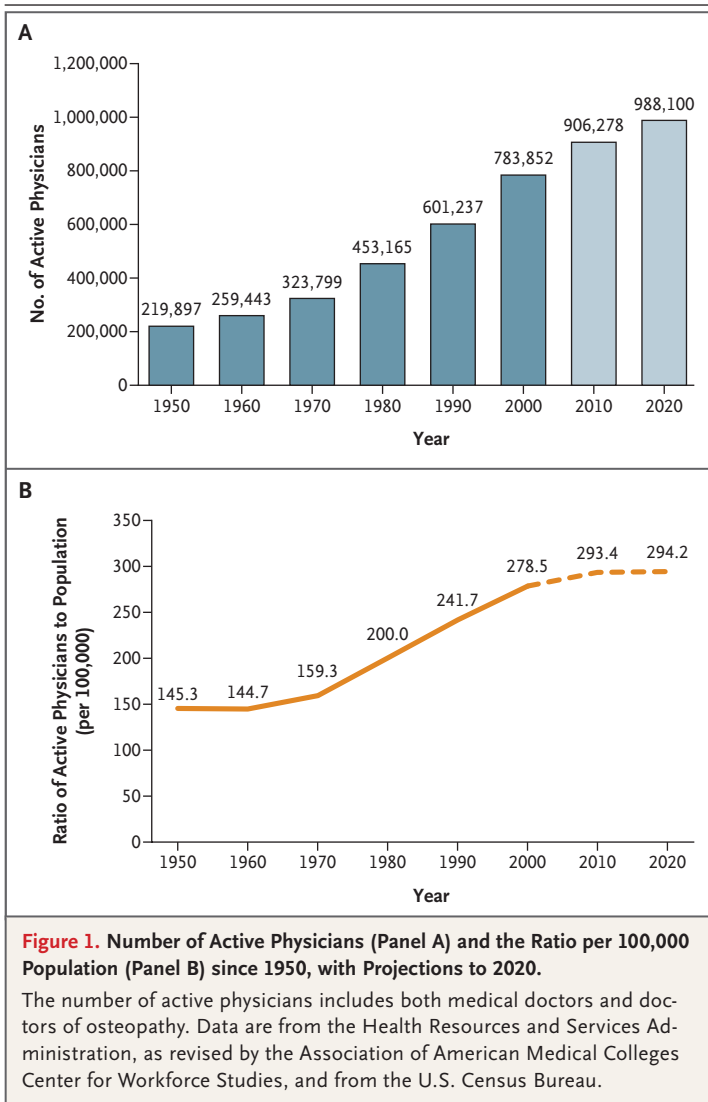 A
1,200,000
1,000,000
800,000
600,000
400,000
200,000
0
No. of Active Physicians
219,897
259,443
323,799
453,165
601,237
783,852
906,278
988,100
1950 1960 1970 1980 1990 2000 2010 2020
Year
B
350
300
250
200
150
100
50
0
Ratio of Active Physicians to Population
(per 100,000)
145.3
144.7
159.3
200.0
241.7
278.5
293.4
294.2
1950 1960 1970 1980 1990 2000 2010 2020
Year
Figure 1. Number of Active Physicians (Panel A) and the Ratio per 100,000
Population (Panel B) since 1950, with Projections to 2020.
The number of active physicians includes both medical doctors and doc-
tors of osteopathy. Data are from the Health Resources and Services Ad-
ministration, as revised by the Association of American Medical Colleges
Center for Workforce Studies, and from the U.S. Census Bureau.